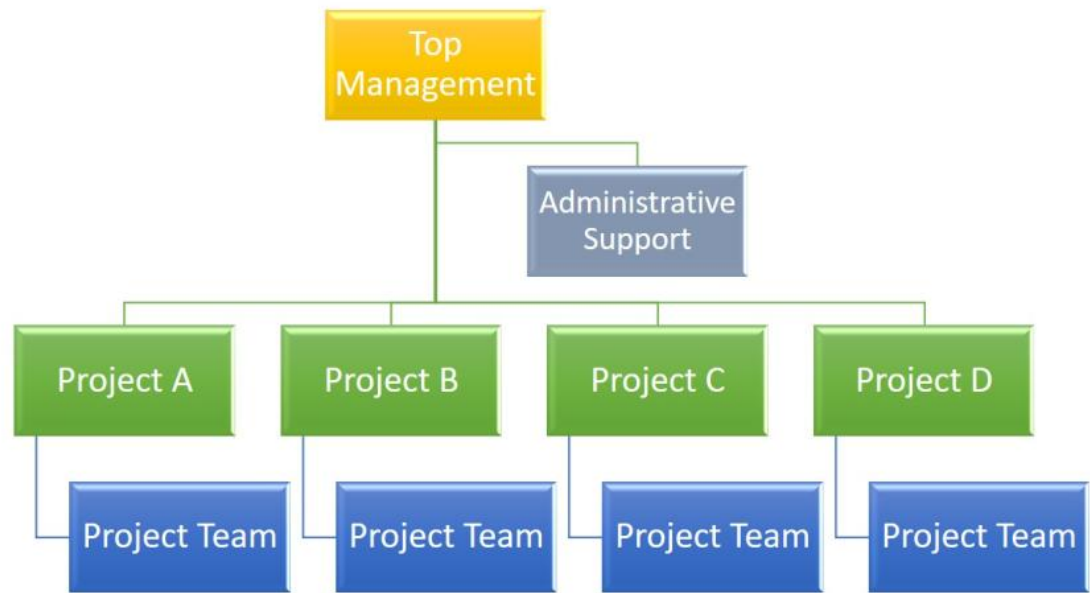 Top
Management
Administrative
Support
Project A
Project B
Project C
Project D
Project Team
Project Team
Project Team
Project Team